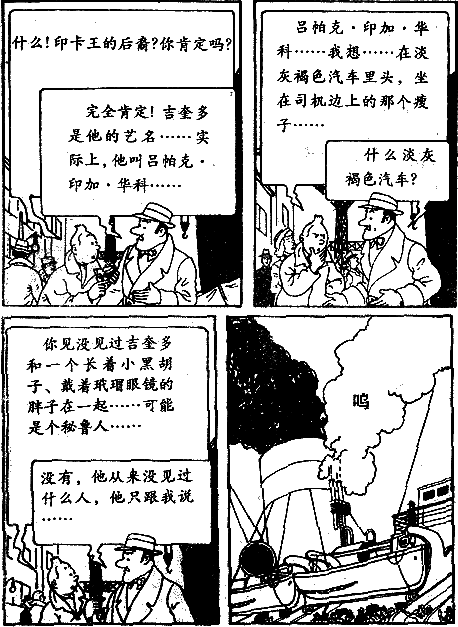 什么！印卡王的后裔？你肯定吗？
完全肯定！吉奎多
是他的艺名……实
际上，他叫吕帕克·
印加·华科……
吕帕克·印加·华
科……我想……在淡
灰褐色汽车里头，坐
在司机边上的那个瘦
子……
什么淡灰
褐色汽车？
你见没见过吉奎多
和一个长着小黑胡
子、戴着玳瑁眼镜的
胖子在一起……可能
是个秘鲁人……
没有，他从来没见过
什么人，他只跟我说
……
呜